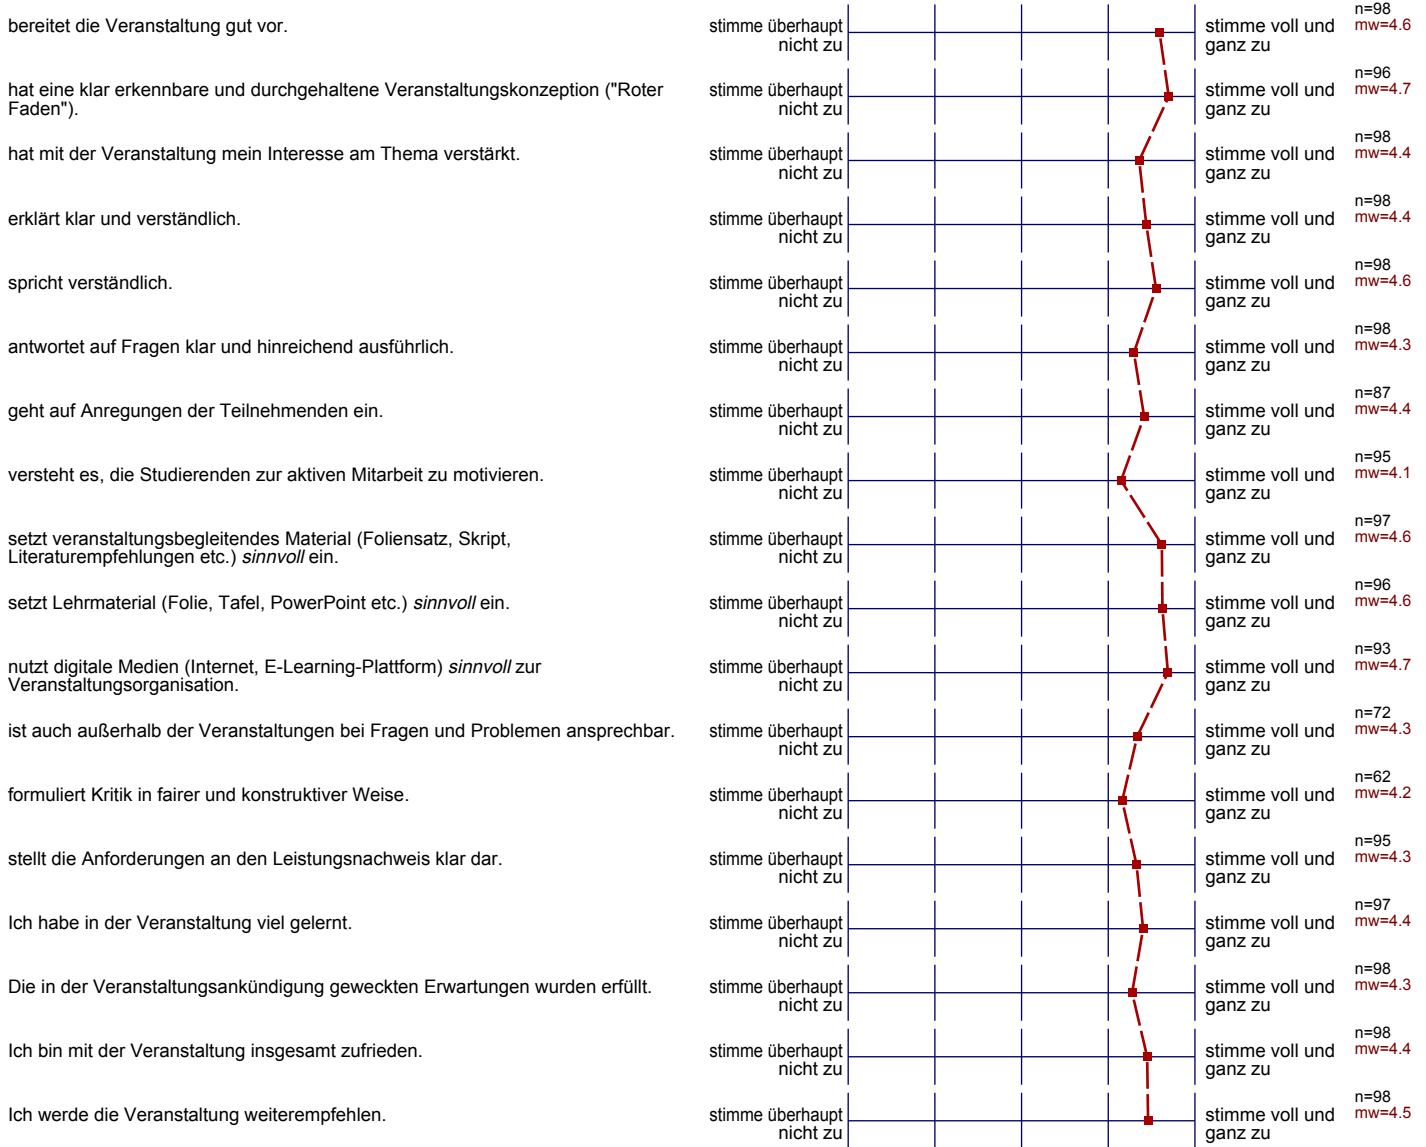 bereitet die Veranstaltung gut vor.
stimme überhaupt
nicht zu
stimme voll und
ganz zu
n=98
mw=4.6
hat eine klar erkennbare und durchgehaltene Veranstaltungskonzeption ("Roter
Faden").
stimme überhaupt
nicht zu
stimme voll und
ganz zu
n=96
mw=4.7
hat mit der Veranstaltung mein Interesse am Thema verstärkt.
stimme überhaupt
nicht zu
stimme voll und
ganz zu
n=98
mw=4.4
erklärt klar und verständlich.
stimme überhaupt
nicht zu
stimme voll und
ganz zu
n=98
mw=4.4
spricht verständlich.
stimme überhaupt
nicht zu
stimme voll und
ganz zu
n=98
mw=4.6
antwortet auf Fragen klar und hinreichend ausführlich.
stimme überhaupt
nicht zu
stimme voll und
ganz zu
n=98
mw=4.3
geht auf Anregungen der Teilnehmenden ein.
stimme überhaupt
nicht zu
stimme voll und
ganz zu
n=87
mw=4.4
versteht es, die Studierenden zur aktiven Mitarbeit zu motivieren.
stimme überhaupt
nicht zu
stimme voll und
ganz zu
n=95
mw=4.1
setzt veranstaltungsbegleitendes Material (Foliensatz, Skript,
Literaturempfehlungen etc.) sinnvoll ein.
stimme überhaupt
nicht zu
stimme voll und
ganz zu
n=97
mw=4.6
setzt Lehrmaterial (Folie, Tafel, PowerPoint etc.) sinnvoll ein.
stimme überhaupt
nicht zu
stimme voll und
ganz zu
n=96
mw=4.6
nutzt digitale Medien (Internet, E-Learning-Plattform) sinnvoll zur
Veranstaltungsorganisation.
stimme überhaupt
nicht zu
stimme voll und
ganz zu
n=93
mw=4.7
ist auch außerhalb der Veranstaltungen bei Fragen und Problemen ansprechbar.
stimme überhaupt
nicht zu
stimme voll und
ganz zu
n=72
mw=4.3
formuliert Kritik in fairer und konstruktiver Weise.
stimme überhaupt
nicht zu
stimme voll und
ganz zu
n=62
mw=4.2
stellt die Anforderungen an den Leistungsnachweis klar dar.
stimme überhaupt
nicht zu
stimme voll und
ganz zu
n=95
mw=4.3
Ich habe in der Veranstaltung viel gelernt.
stimme überhaupt
nicht zu
stimme voll und
ganz zu
n=97
mw=4.4
Die in der Veranstaltungsankündigung geweckten Erwartungen wurden erfüllt.
stimme überhaupt
nicht zu
stimme voll und
ganz zu
n=98
mw=4.3
Ich bin mit der Veranstaltung insgesamt zufrieden.
stimme überhaupt
nicht zu
stimme voll und
ganz zu
n=98
mw=4.4
Ich werde die Veranstaltung weiterempfehlen.
stimme überhaupt
nicht zu
stimme voll und
ganz zu
n=98
mw=4.5